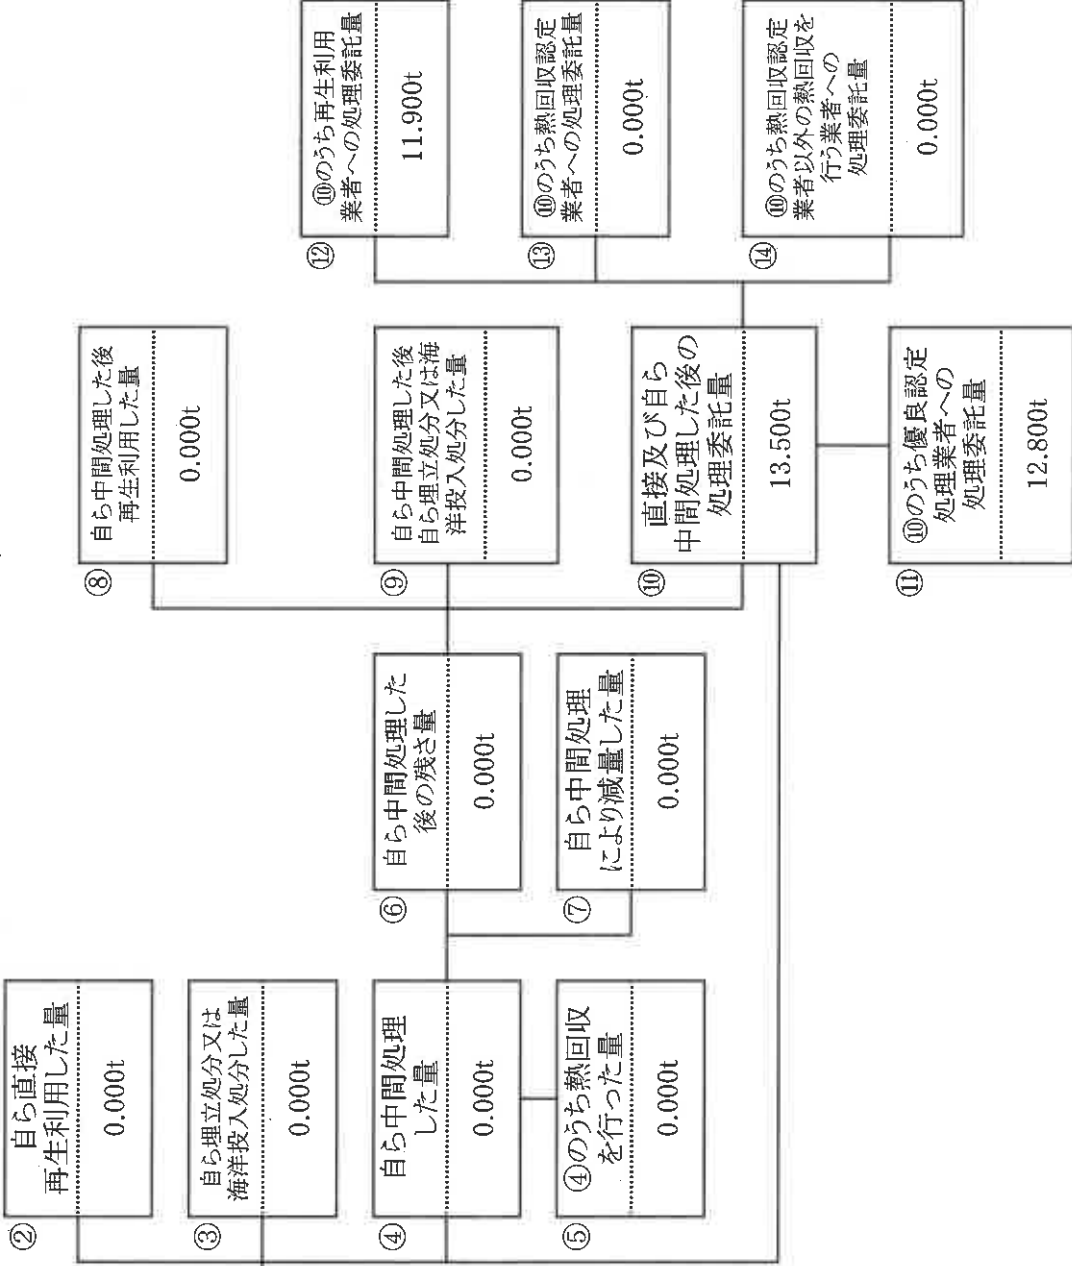 ②
自ら直接
再生利用した量
0.000t
③
自ら埋立処分又は
海洋投入処分した量
0.000t
④
自ら中間処理
した量
0.000t
⑤
④のうち熱回収
を行った量
0.000t
⑥
自ら中間処理した
後の残さ量
0.000t
⑦
自ら中間処理
により減量した量
0.000t
⑧
自ら中間処理した後
再生利用した量
0.000t
⑨
自ら中間処理した後
自ら埋立処分又は海
洋投入処分した量
0.000t
⑩
直接及び自ら
中間処理した後の
処理委託量
13.500t
⑪
⑩のうち優良認定
処理業者への
処理委託量
12.800t
⑫
⑩のうち再生利用
業者への処理委託量
11.900t
⑬
⑩のうち熱回収認定
業者への処理委託量
0.000t
⑭
⑩のうち熱回収認定
業者以外の熱回収を
行う業者への
処理委託量
0.000t